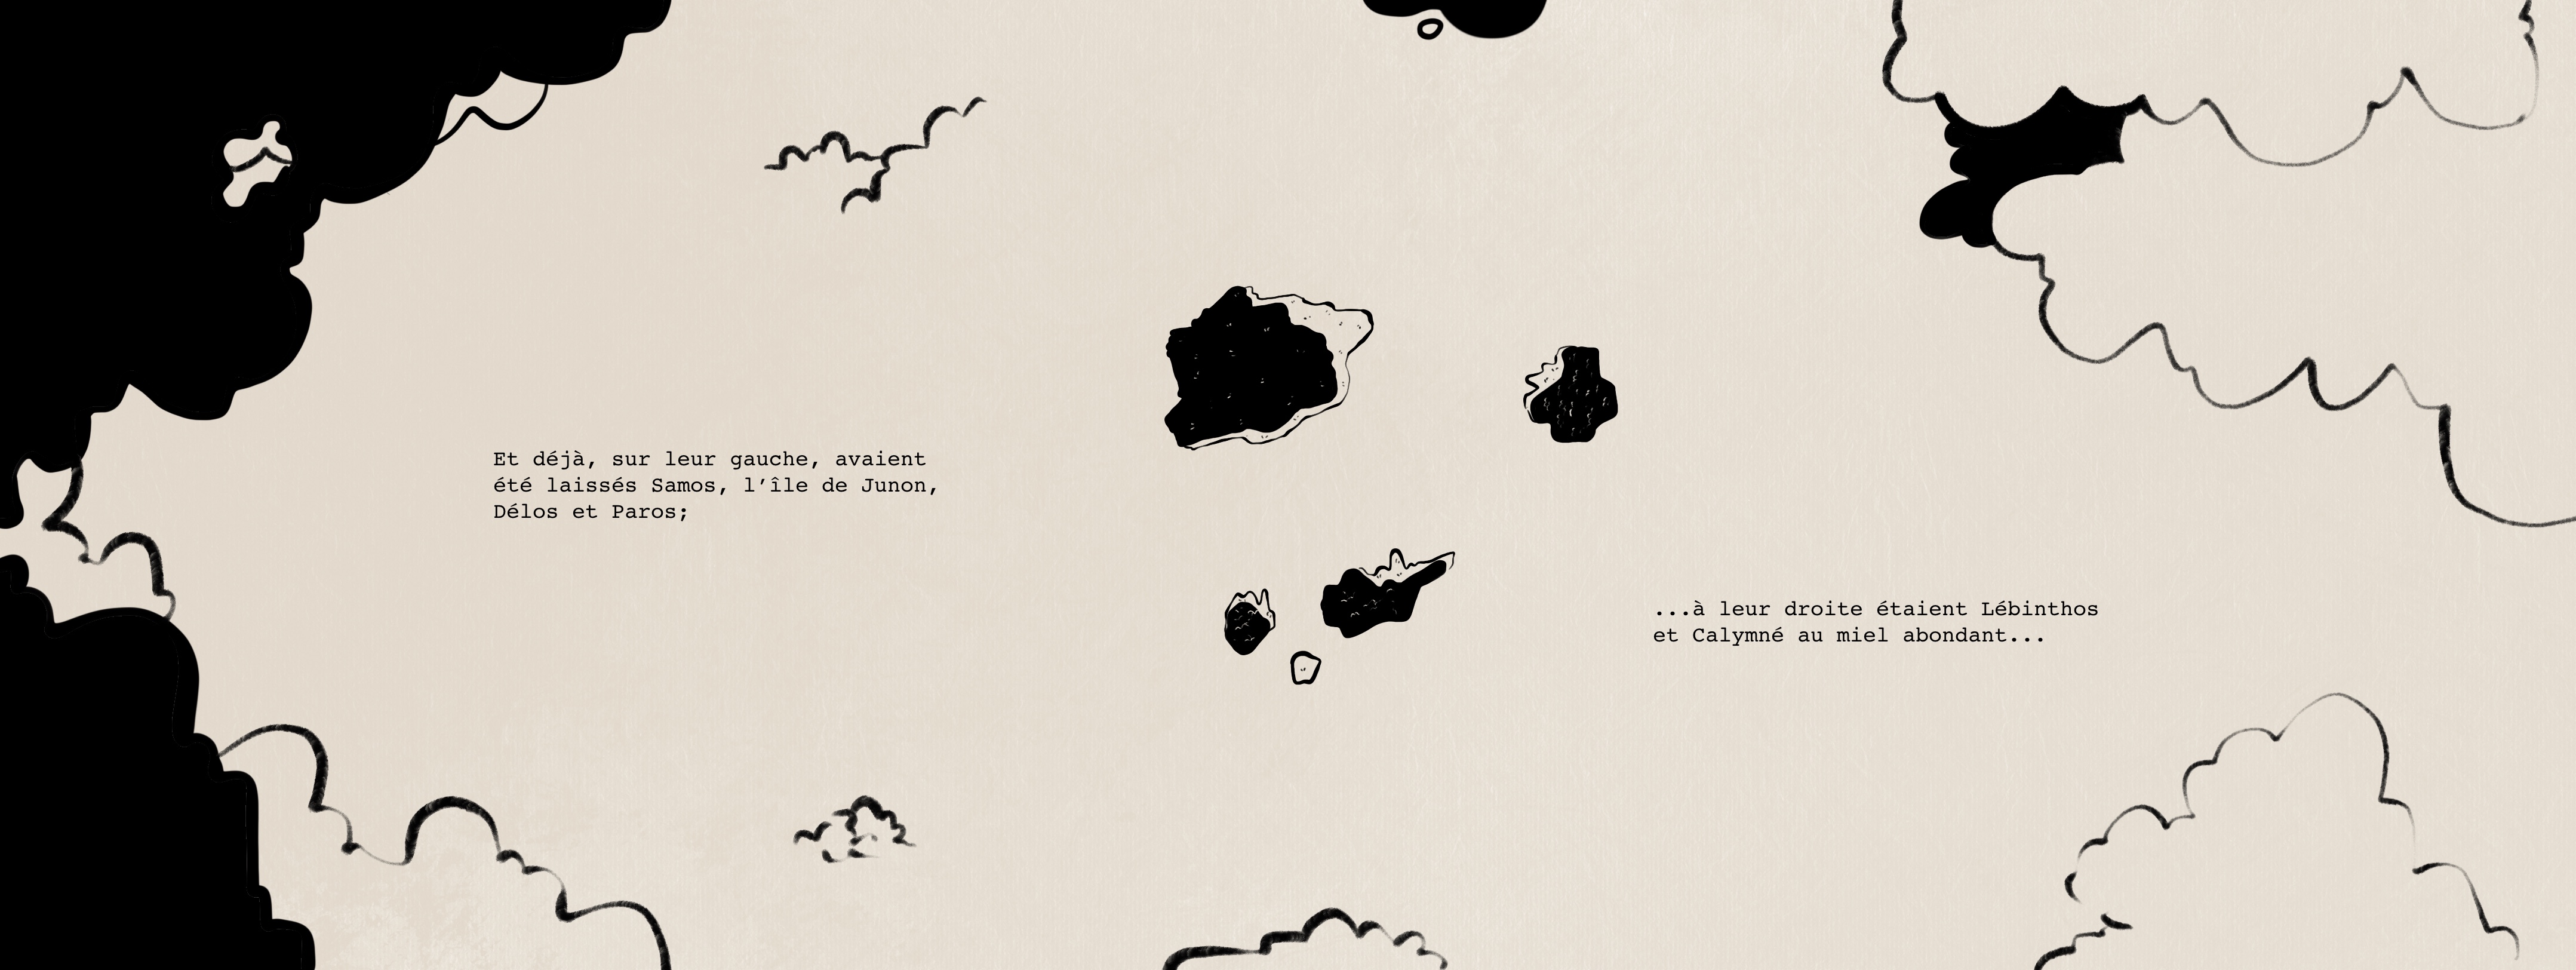 Et déjà, sur leur gauche, avaient
été laissés Samos, l’île de Junon,
Délos et Paros;
...à leur droite étaient Lébinthos
et Calymné au miel abondant...